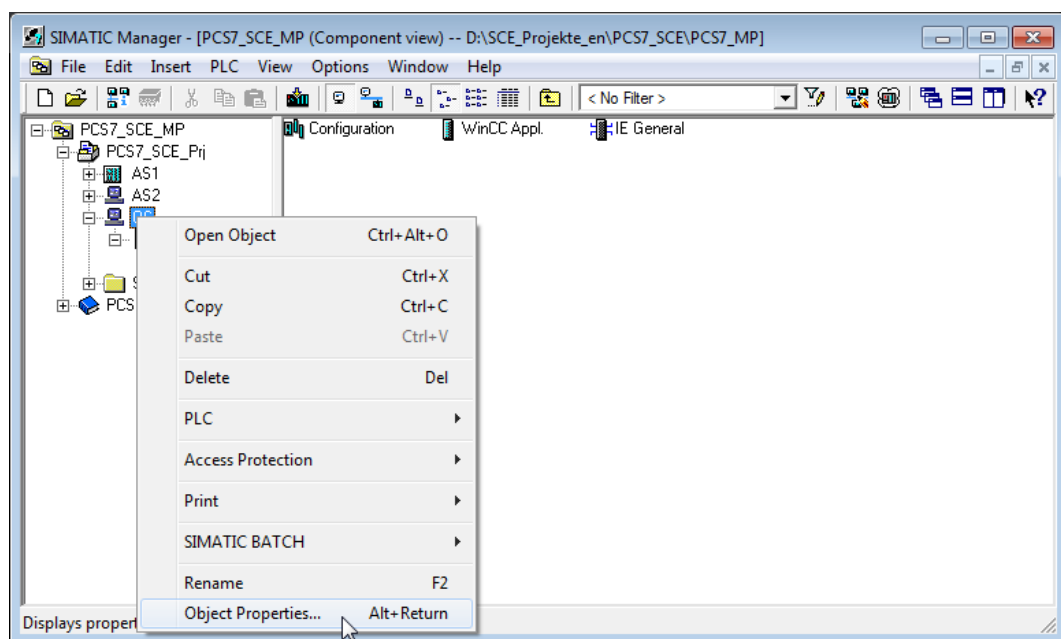 SIMATIC Manager - [PCS7_SCE_MP (Component view) -- D:\SCE_Projekte_en\PCS7_SCE\PCS7_MP]
File Edit Insert PLC View Options Window Help
< No Filter >
PCS7_SCE_MP
PCS7_SCE_Prj
AS1
AS2
PCS
Configuration WinCC Appl. IE General
Open Object Ctrl+Alt+O
Cut Ctrl+X
Copy Ctrl+C
Paste Ctrl+V
Delete Del
PLC
Access Protection
Print
SIMATIC BATCH
Rename F2
Object Properties... Alt+Return
Displays